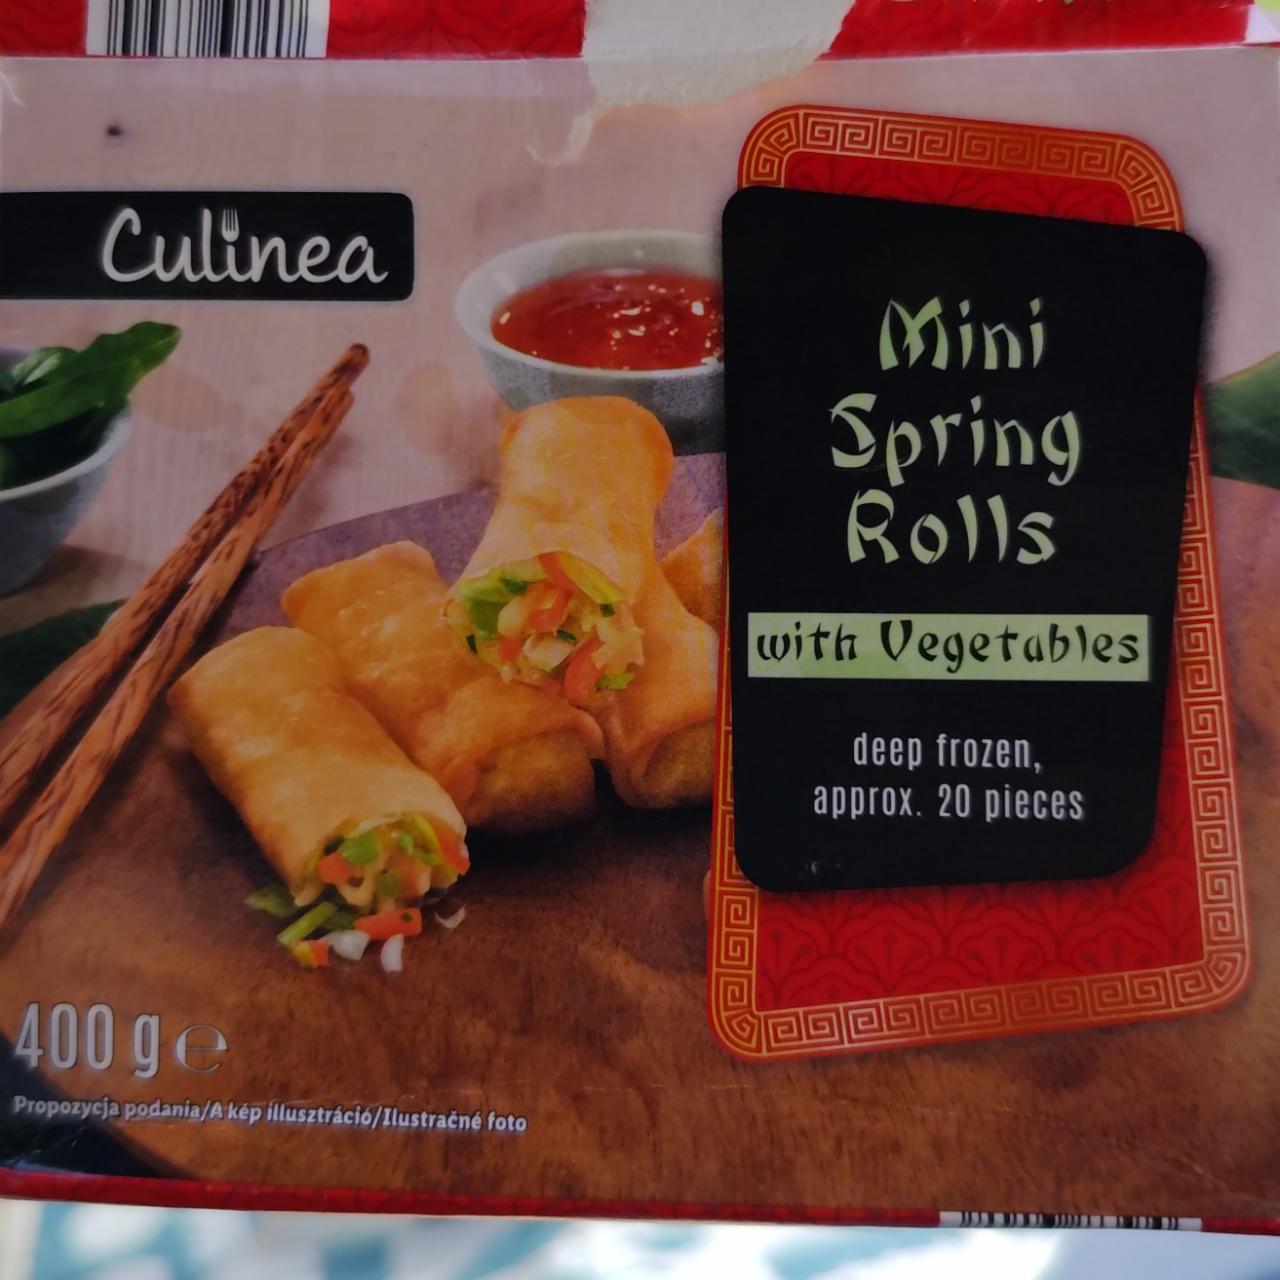 Culinea
Mini
Spring
Rolls
with Vegetables
deep frozen,
approx. 20 pieces
400 g ℮
Propozycja podania/A kép illusztráció/Ilustračné foto